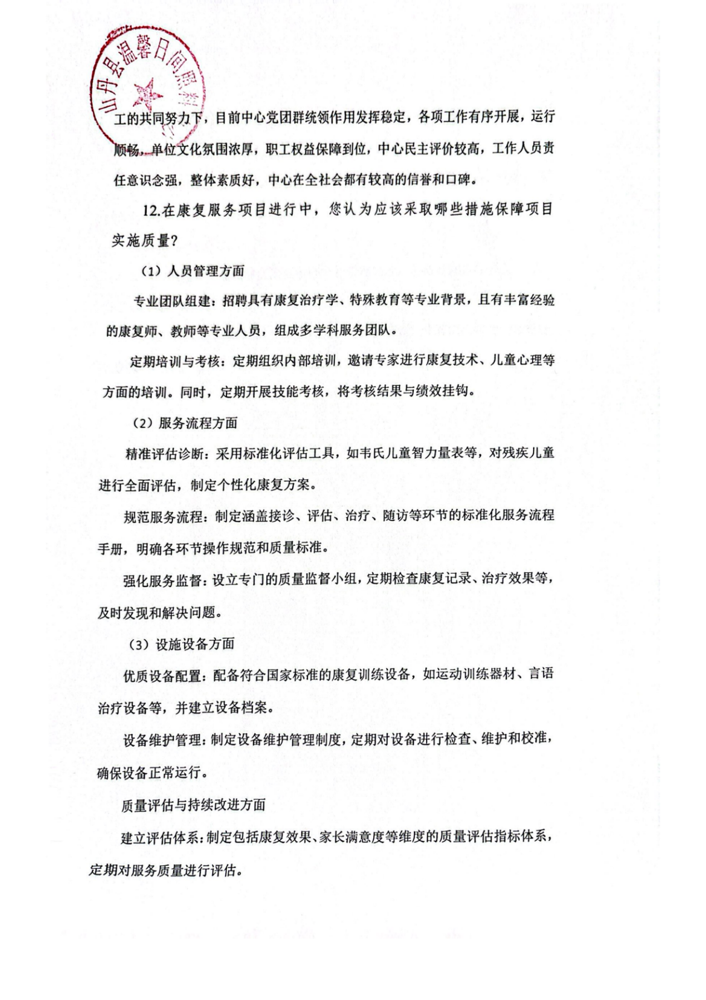 山丹县温馨日间照料
工的共同努力下，目前中心党团群统领作用发挥稳定，各项工作有序开展，运行
顺畅，单位文化氛围浓厚，职工权益保障到位，中心民主评价较高，工作人员责
任意识念强，整体素质好，中心在全社会都有较高的信誉和口碑。
12.在康复服务项目进行中，您认为应该采取哪些措施保障项目
实施质量？
（1）人员管理方面
专业团队组建：招聘具有康复治疗学、特殊教育等专业背景，且有丰富经验
的康复师、教师等专业人员，组成多学科服务团队。
定期培训与考核：定期组织内部培训，邀请专家进行康复技术、儿童心理等
方面的培训。同时，定期开展技能考核，将考核结果与绩效挂钩。
（2）服务流程方面
精准评估诊断：采用标准化评估工具，如韦氏儿童智力量表等，对残疾儿童
进行全面评估，制定个性化康复方案。
规范服务流程：制定涵盖接诊、评估、治疗、随访等环节的标准化服务流程
手册，明确各环节操作规范和质量标准。
强化服务监督：设立专门的质量监督小组，定期检查康复记录、治疗效果等，
及时发现和解决问题。
（3）设施设备方面
优质设备配置：配备符合国家标准的康复训练设备，如运动训练器材、言语
治疗设备等，并建立设备档案。
设备维护管理：制定设备维护管理制度，定期对设备进行检查、维护和校准，
确保设备正常运行。
质量评估与持续改进方面
建立评估体系：制定包括康复效果、家长满意度等维度的质量评估指标体系，
定期对服务质量进行评估。